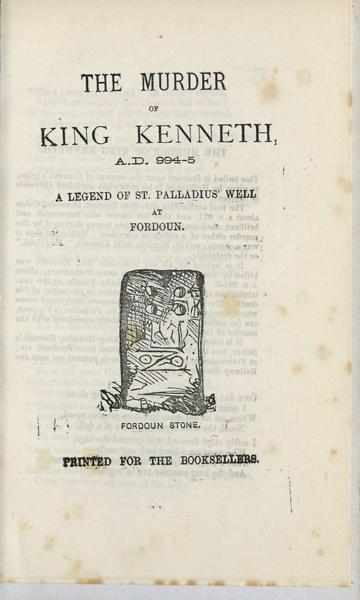 THE MURDER
OF
KING KENNETH,
A.D. 994-5
A LEGEND OF ST. PALLADIUS' WELL
AT
FORDOUN.
FORDOUN STONE.
PRINTED FOR THE BOOKSELLERS.